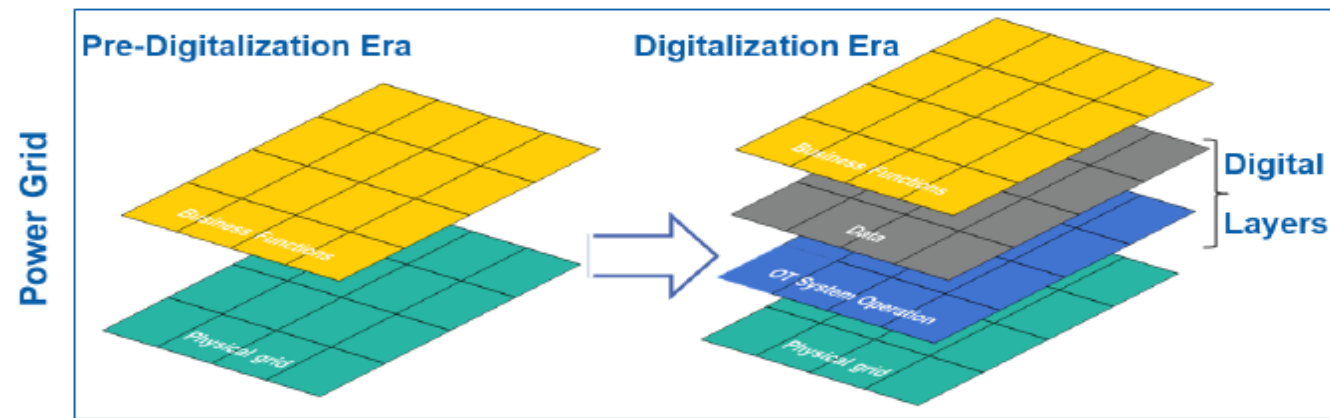 Power Grid
Pre-Digitalization Era
Business Functions
Physical grid
Digitalization Era
Business Functions
Data
OT System Operation
Physical grid
Digital
Layers